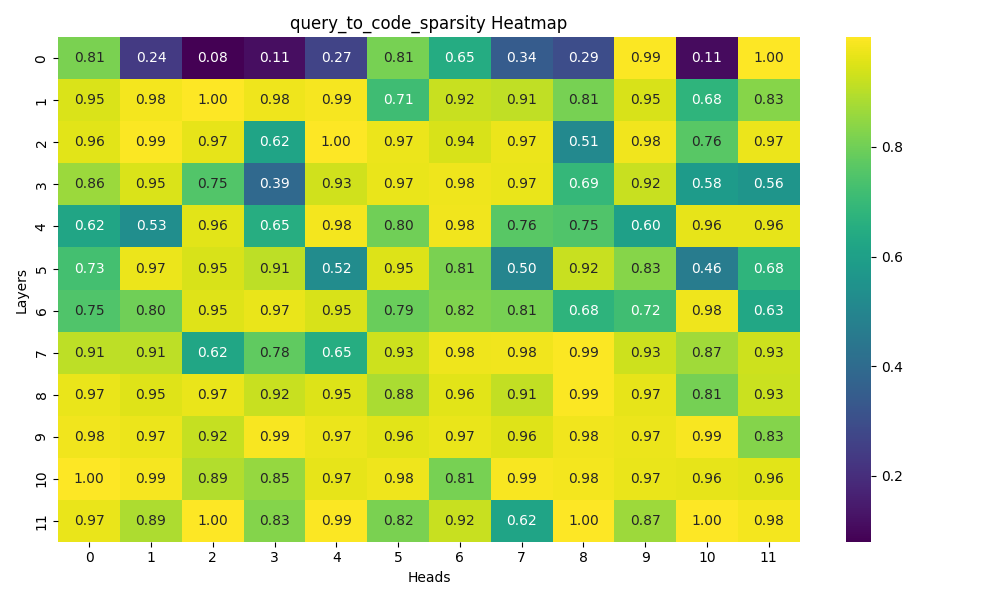 query_to_code_sparsity Heatmap
0 0.81 0.24 0.08 0.11 0.27 0.81 0.65 0.34 0.29 0.99 0.11 1.00
1 0.95 0.98 1.00 0.98 0.99 0.71 0.92 0.91 0.81 0.95 0.68 0.83
2 0.96 0.99 0.97 0.62 1.00 0.97 0.94 0.97 0.51 0.98 0.76 0.97
3 0.86 0.95 0.75 0.39 0.93 0.97 0.98 0.97 0.69 0.92 0.58 0.56
4 0.62 0.53 0.96 0.65 0.98 0.80 0.98 0.76 0.75 0.60 0.96 0.96
5 0.73 0.97 0.95 0.91 0.52 0.95 0.81 0.50 0.92 0.83 0.46 0.68
6 0.75 0.80 0.95 0.97 0.95 0.79 0.82 0.81 0.68 0.72 0.98 0.63
7 0.91 0.91 0.62 0.78 0.65 0.93 0.98 0.98 0.99 0.93 0.87 0.93
8 0.97 0.95 0.97 0.92 0.95 0.88 0.96 0.91 0.99 0.97 0.81 0.93
9 0.98 0.97 0.92 0.99 0.97 0.96 0.97 0.96 0.98 0.97 0.99 0.83
10 1.00 0.99 0.89 0.85 0.97 0.98 0.81 0.99 0.98 0.97 0.96 0.96
11 0.97 0.89 1.00 0.83 0.99 0.82 0.92 0.62 1.00 0.87 1.00 0.98
0 1 2 3 4 5 6 7 8 9 10 11
Heads
Layers
0.8
0.6
0.4
0.2